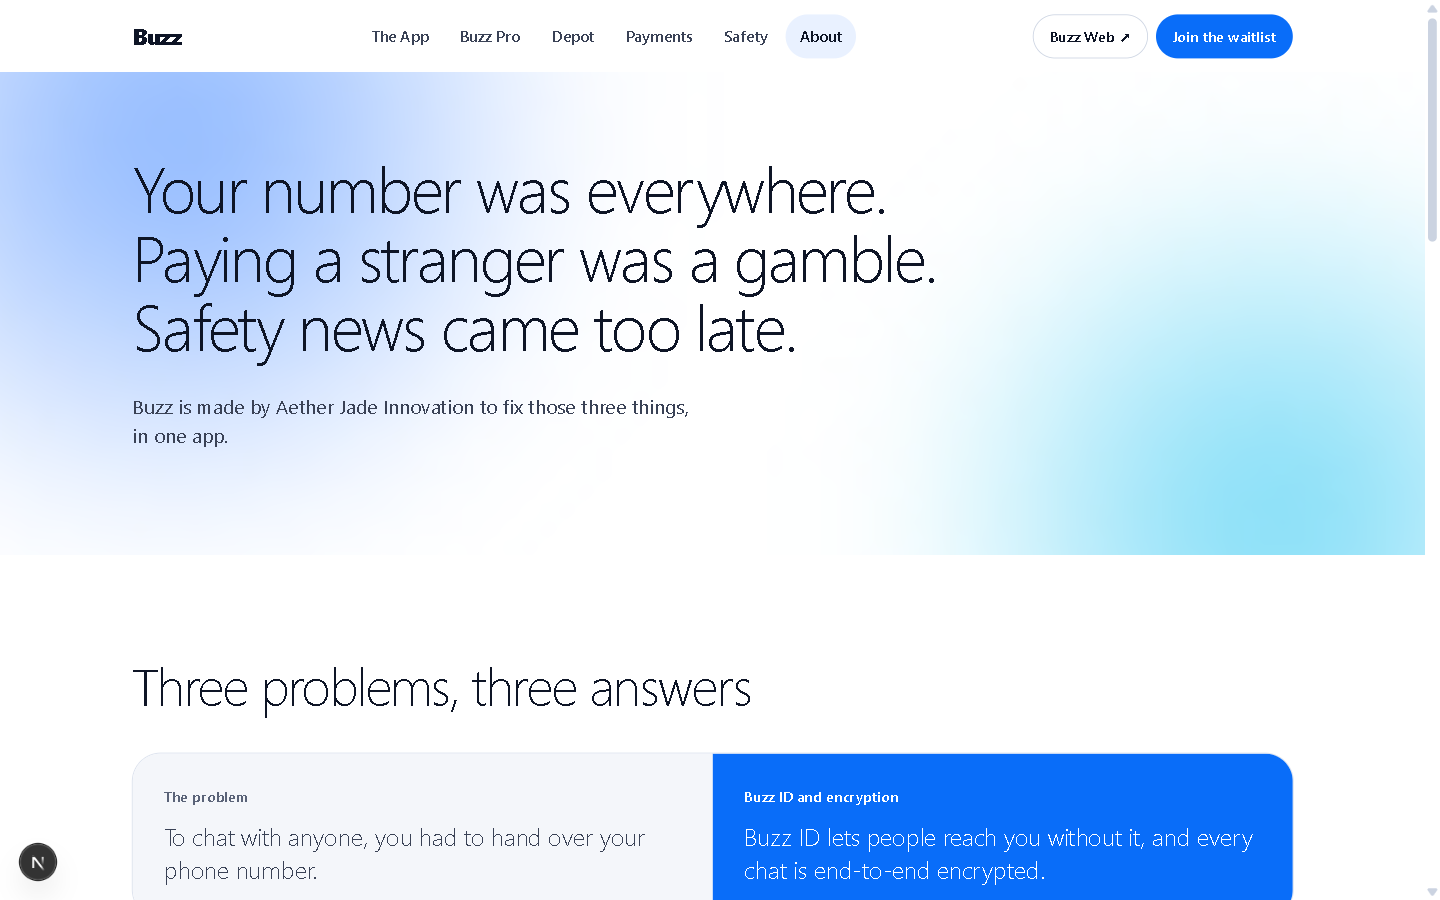 Buzz
The App
Buzz Pro
Depot
Payments
Safety
About
Buzz Web ↗
Join the waitlist
Your number was everywhere.
Paying a stranger was a gamble.
Safety news came too late.
Buzz is made by Aether Jade Innovation to fix those three things,
in one app.
Three problems, three answers
The problem
To chat with anyone, you had to hand over your
phone number.
Buzz ID and encryption
Buzz ID lets people reach you without it, and every
chat is end-to-end encrypted.
N